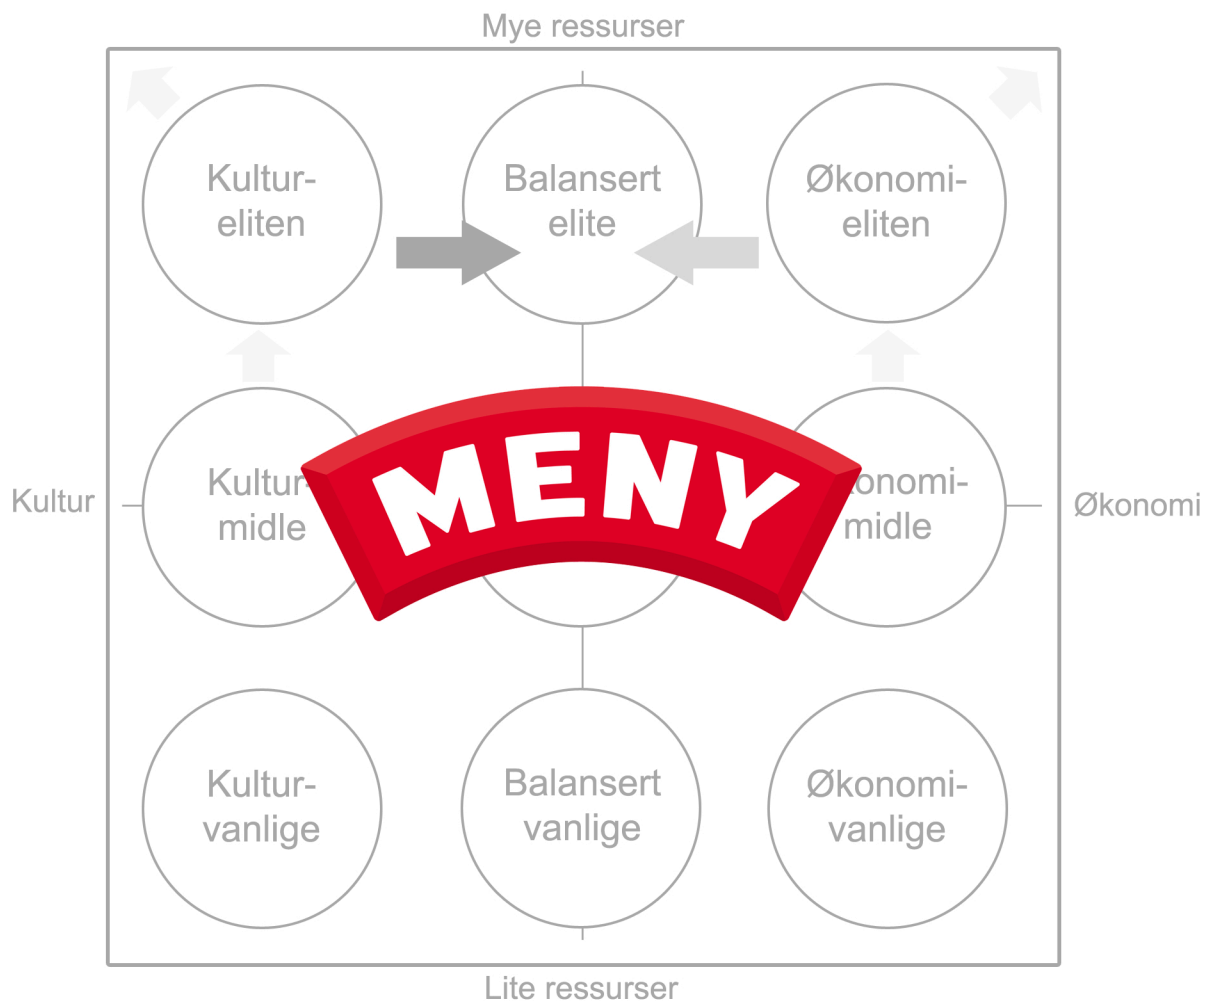 Mye ressurser
Kultur-
eliten
Balansert
elite
Økonomi-
eliten
Kultur
Kultur-
midle
MENY
onomi-
midle
Økonomi
Kultur-
vanlige
Balansert
vanlige
Økonomi-
vanlige
Lite ressurser